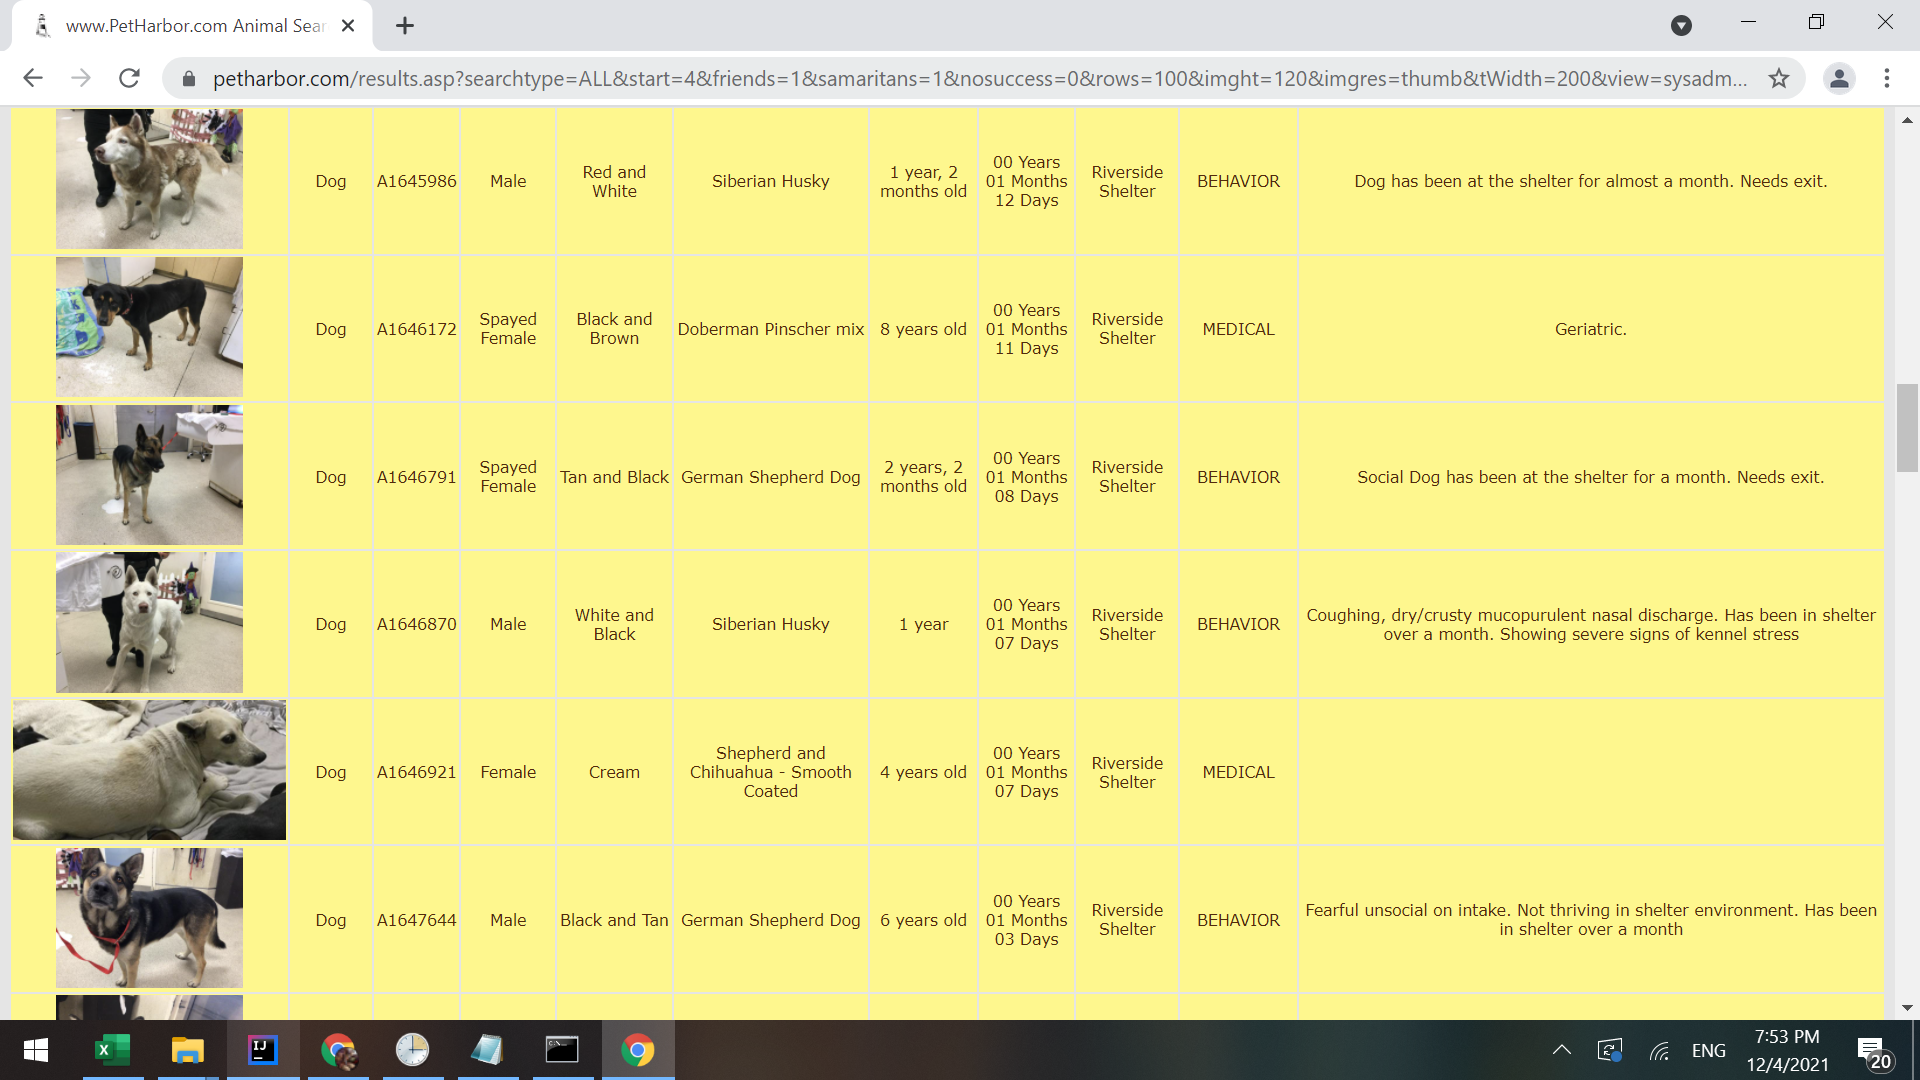 www.PetHarbor.com Animal Sear
petharbor.com/results.asp?searchtype=ALL&start=4&friends=1&samaritans=1&nosuccess=0&rows=100&imght=120&imgres=thumb&tWidth=200&view=sysadm...
Dog
A1645986
Male
Red and
White
Siberian Husky
1 year, 2
months old
00 Years
01 Months
12 Days
Riverside
Shelter
BEHAVIOR
Dog has been at the shelter for almost a month. Needs exit.
Dog
A1646172
Spayed
Female
Black and
Brown
Doberman Pinscher mix
8 years old
00 Years
01 Months
11 Days
Riverside
Shelter
MEDICAL
Geriatric.
Dog
A1646791
Spayed
Female
Tan and Black
German Shepherd Dog
2 years, 2
months old
00 Years
01 Months
08 Days
Riverside
Shelter
BEHAVIOR
Social Dog has been at the shelter for a month. Needs exit.
Dog
A1646870
Male
White and
Black
Siberian Husky
1 year
00 Years
01 Months
07 Days
Riverside
Shelter
BEHAVIOR
Coughing, dry/crusty mucopurulent nasal discharge. Has been in shelter
over a month. Showing severe signs of kennel stress
Dog
A1646921
Female
Cream
Shepherd and
Chihuahua - Smooth
Coated
4 years old
00 Years
01 Months
07 Days
Riverside
Shelter
MEDICAL
Dog
A1647644
Male
Black and Tan
German Shepherd Dog
6 years old
00 Years
01 Months
03 Days
Riverside
Shelter
BEHAVIOR
Fearful unsocial on intake. Not thriving in shelter environment. Has been
in shelter over a month
X
IJ
C:\.
ENG
7:53 PM
12/4/2021
20